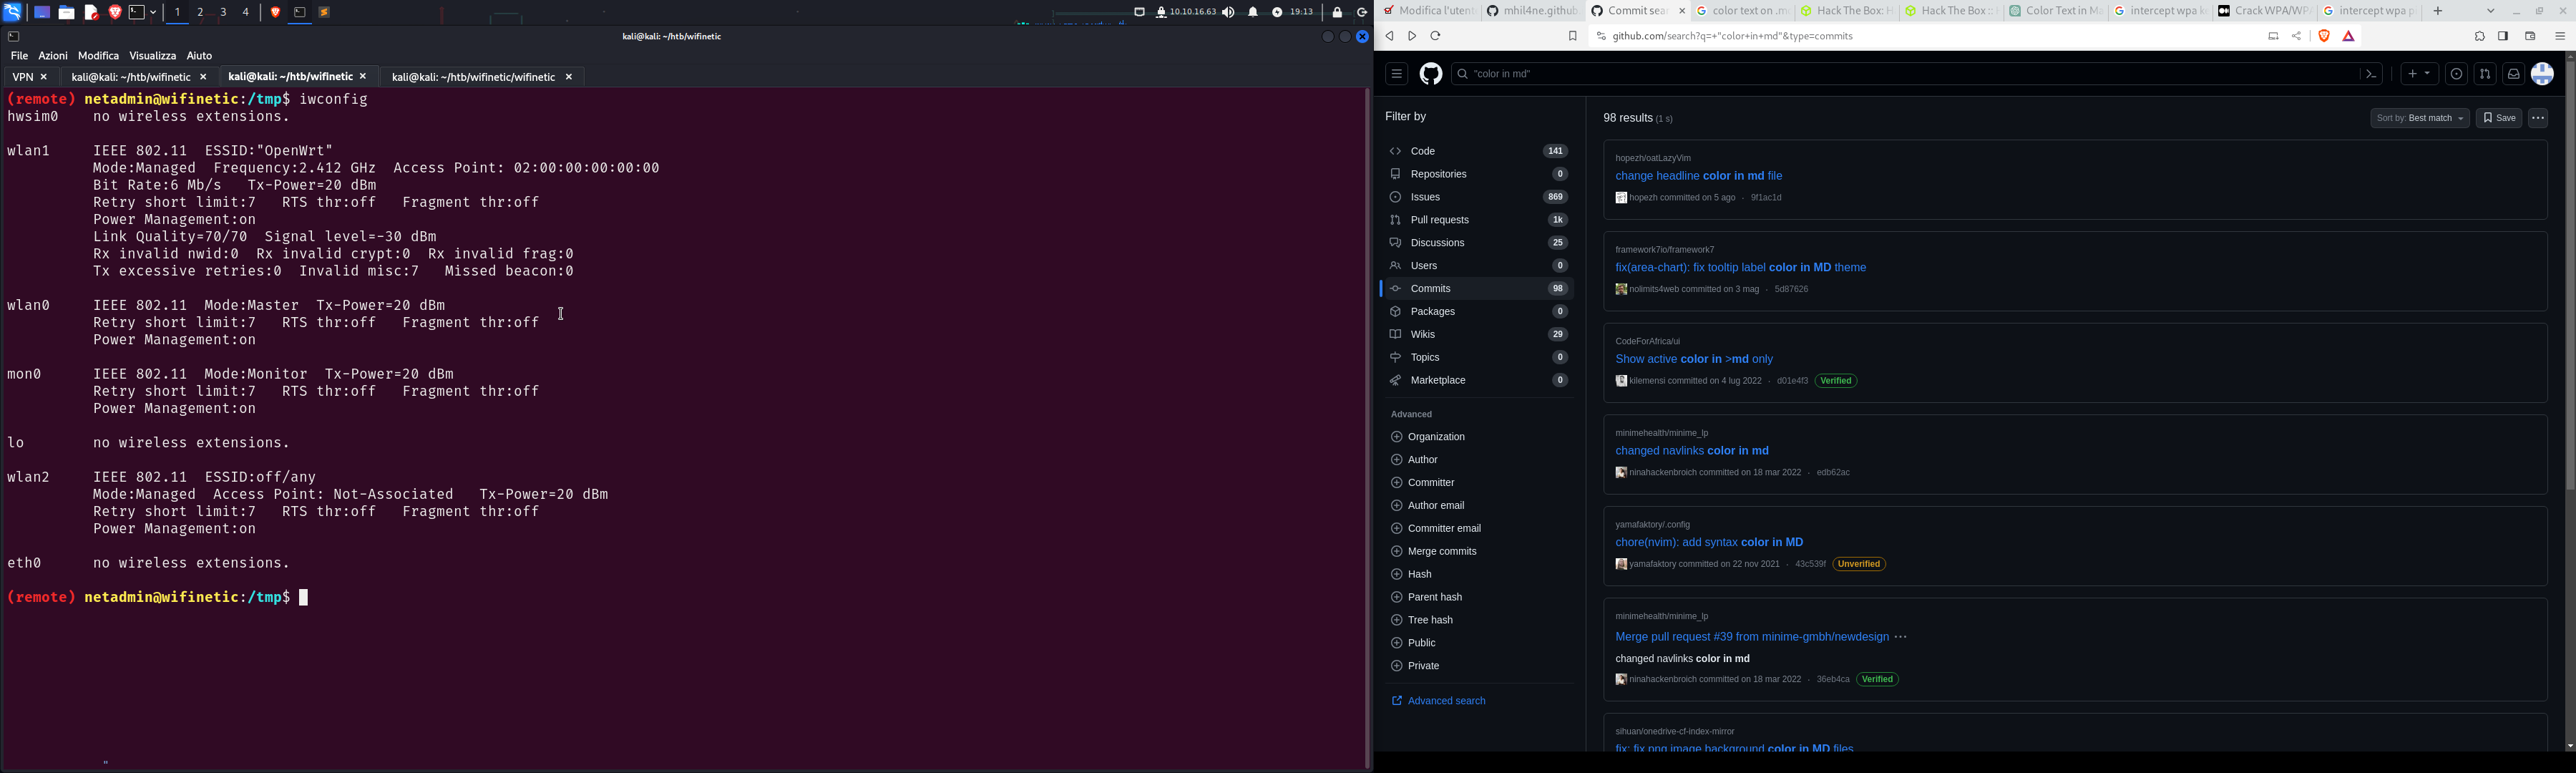 10.10.16.63
19:13
kali@kali: ~/htb/wifinetic
File Azioni Modifica Visualizza Aiuto
VPN × kali@kali: ~/htb/wifinetic × kali@kali: ~/htb/wifinetic × kali@kali: ~/htb/wifinetic/wifinetic ×
(remote) netadmin@wifinetic:/tmp$ iwconfig
hwsim0 no wireless extensions.
wlan1 IEEE 802.11 ESSID:"OpenWrt"
Mode:Managed Frequency:2.412 GHz Access Point: 02:00:00:00:00:00
Bit Rate:6 Mb/s Tx-Power=20 dBm
Retry short limit:7 RTS thr:off Fragment thr:off
Power Management:on
Link Quality=70/70 Signal level=-30 dBm
Rx invalid nwid:0 Rx invalid crypt:0 Rx invalid frag:0
Tx excessive retries:0 Invalid misc:7 Missed beacon:0
wlan0 IEEE 802.11 Mode:Master Tx-Power=20 dBm
Retry short limit:7 RTS thr:off Fragment thr:off
Power Management:on
mon0 IEEE 802.11 Mode:Monitor Tx-Power=20 dBm
Retry short limit:7 RTS thr:off Fragment thr:off
Power Management:on
lo no wireless extensions.
wlan2 IEEE 802.11 ESSID:off/any
Mode:Managed Access Point: Not-Associated Tx-Power=20 dBm
Retry short limit:7 RTS thr:off Fragment thr:off
Power Management:on
eth0 no wireless extensions.
(remote) netadmin@wifinetic:/tmp$
1 2 3 4
Modifica l'utent
mhil4ne.github
Commit sea
color text on .m
Hack The Box: H
Hack The Box ::
Color Text in Ma
intercept wpa k
Crack WPA/WP
intercept wpa p
github.com/search?q=+"color+in+md"&type=commits
"color in md"
Filter by
Code 141
Repositories 0
Issues 869
Pull requests 1k
Discussions 25
Users 0
Commits 98
Packages 0
Wikis 29
Topics 0
Marketplace 0
Advanced
Organization
Author
Committer
Author email
Committer email
Merge commits
Hash
Parent hash
Tree hash
Public
Private
Advanced search
98 results (1 s)
Sort by: Best match
Save
hopezh/oatLazyVim
change headline color in md file
hopezh committed on 5 ago · 9f1ac1d
framework7io/framework7
fix(area-chart): fix tooltip label color in MD theme
nolimits4web committed on 3 mag · 5d87626
CodeForAfrica/ui
Show active color in >md only
kilemensi committed on 4 lug 2022 · d01e4f3 Verified
minimehealth/minime_lp
changed navlinks color in md
ninahackenbroich committed on 18 mar 2022 · edb62ac
yamafaktory/.config
chore(nvim): add syntax color in MD
yamafaktory committed on 22 nov 2021 · 43c539f Unverified
minimehealth/minime_lp
Merge pull request #39 from minime-gmbh/newdesign ···
changed navlinks color in md
ninahackenbroich committed on 18 mar 2022 · 36eb4ca Verified
sihuan/onedrive-cf-index-mirror
fix: fix png image background color in MD files